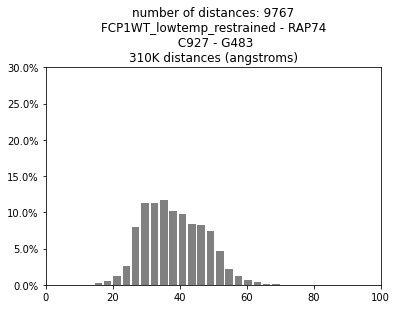 number of distances: 9767
FCP1WT_lowtemp_restrained - RAP74
C927 - G483
310K distances (angstroms)
30.0%
25.0%
20.0%
15.0%
10.0%
5.0%
0.0%
0 20 40 60 80 100